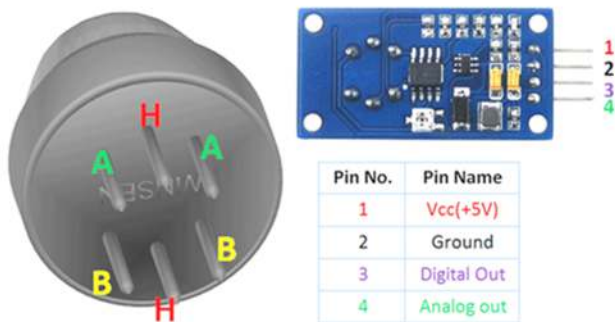 H
A
A
WINSEN
B
B
H
1
2
3
4
Pin No. Pin Name
1 Vcc(+5V)
2 Ground
3 Digital Out
4 Analog out